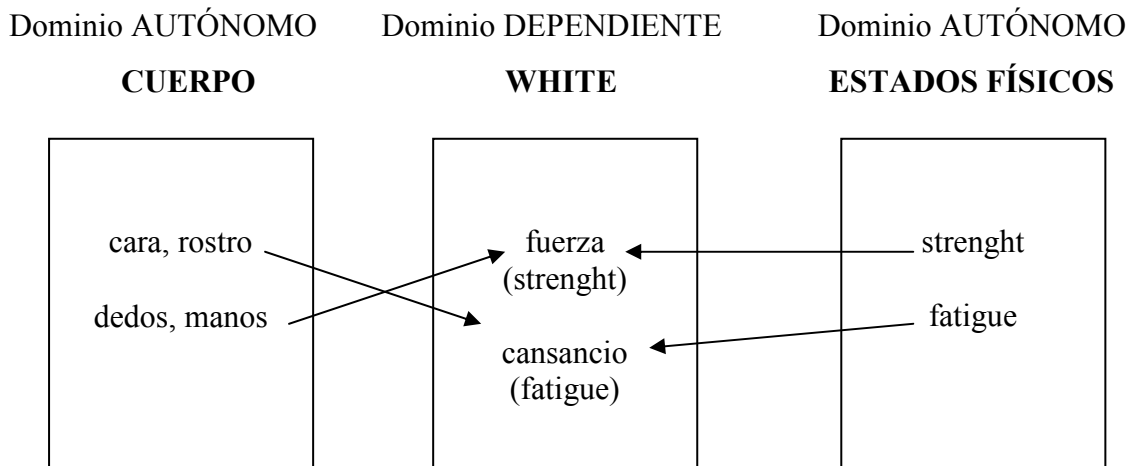 Dominio AUTÓNOMO Dominio DEPENDIENTE Dominio AUTÓNOMO
CUERPO WHITE ESTADOS FÍSICOS
cara, rostro fuerza strenght
(strenght)
dedos, manos fatigue
cansancio
(fatigue)